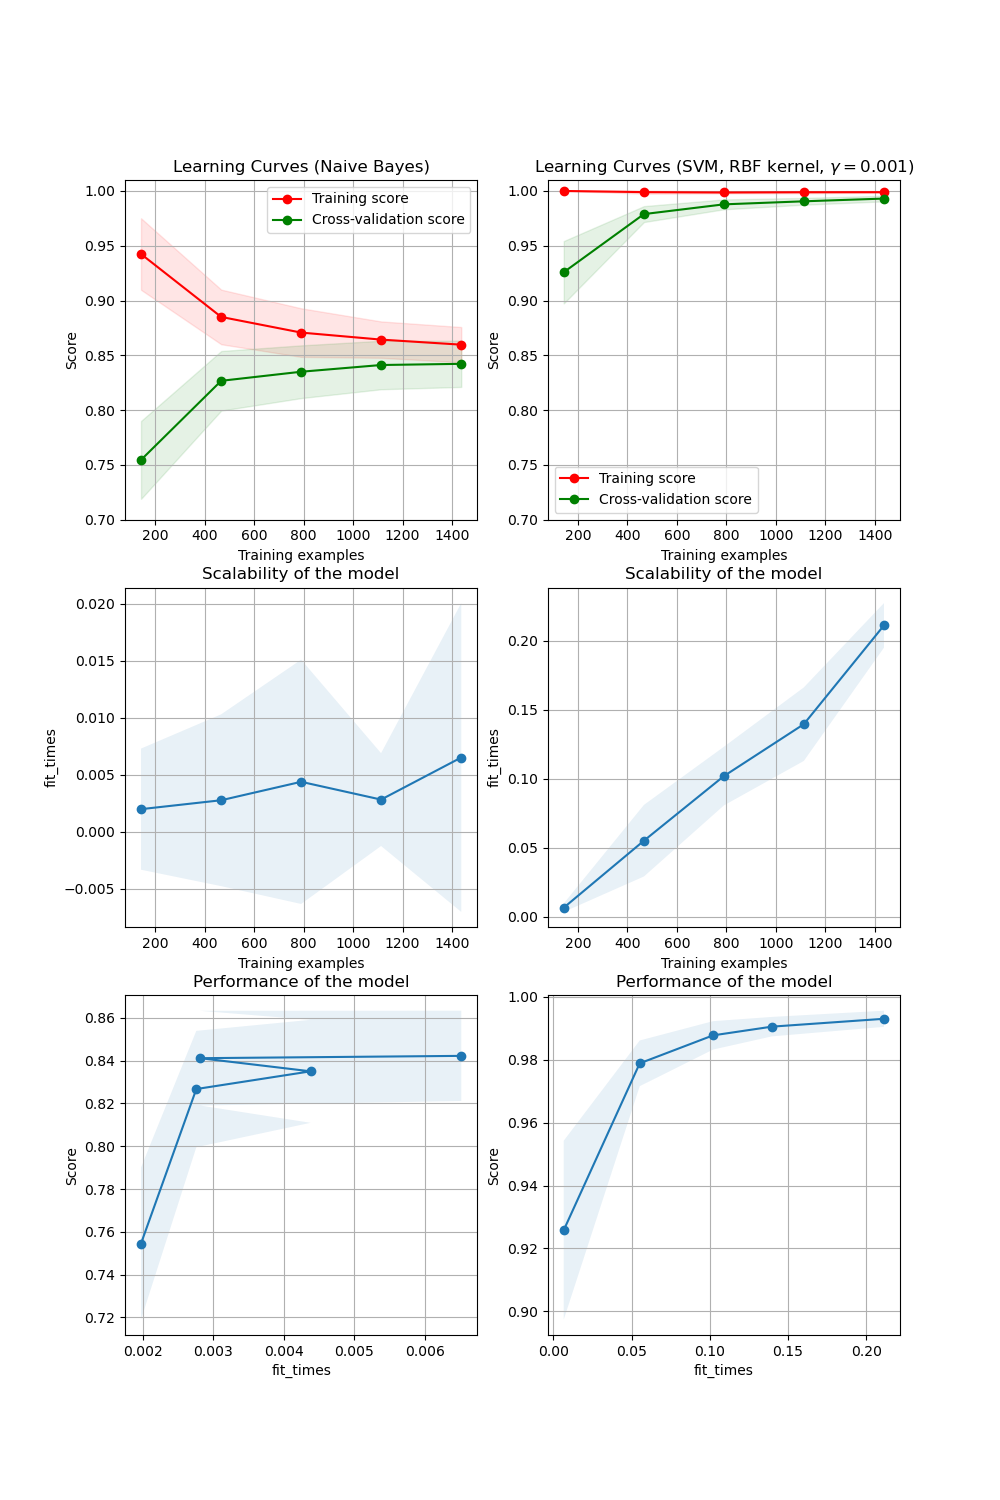 Learning Curves (Naive Bayes)
1.00
0.95
0.90
0.85
0.80
0.75
0.70
Score
Training score
Cross-validation score
200 400 600 800 1000 1200 1400
Training examples
Learning Curves (SVM, RBF kernel, γ = 0.001)
1.00
0.95
0.90
0.85
0.80
0.75
0.70
Score
Training score
Cross-validation score
200 400 600 800 1000 1200 1400
Training examples
Scalability of the model
0.020
0.015
0.010
0.005
0.000
−0.005
fit_times
200 400 600 800 1000 1200 1400
Training examples
Scalability of the model
0.20
0.15
0.10
0.05
0.00
fit_times
200 400 600 800 1000 1200 1400
Training examples
Performance of the model
0.86
0.84
0.82
0.80
0.78
0.76
0.74
0.72
Score
0.002 0.003 0.004 0.005 0.006
fit_times
Performance of the model
1.00
0.98
0.96
0.94
0.92
0.90
Score
0.00 0.05 0.10 0.15 0.20
fit_times